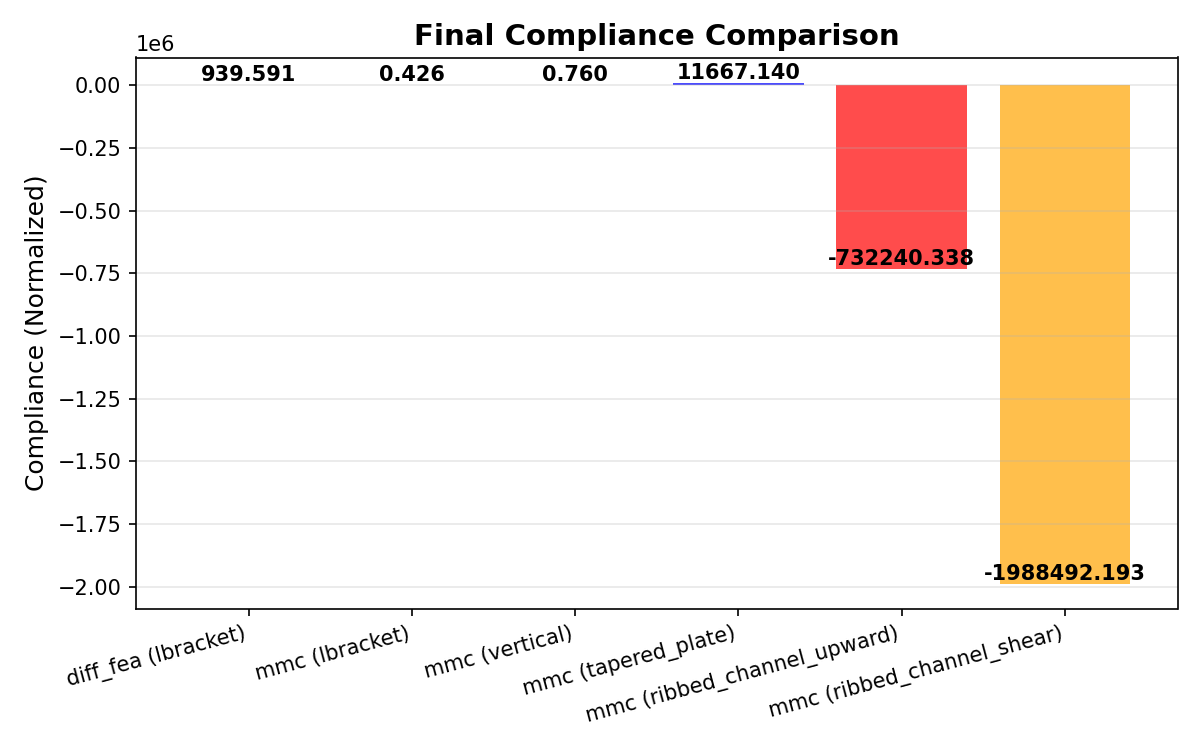 Final Compliance Comparison
1e6
939.591
0.426
0.760
11667.140
-732240.338
-1988492.193
0.00
−0.25
−0.50
−0.75
−1.00
−1.25
−1.50
−1.75
−2.00
Compliance (Normalized)
diff_fea (lbracket)
mmc (lbracket)
mmc (vertical)
mmc (tapered_plate)
mmc (ribbed_channel_upward)
mmc (ribbed_channel_shear)